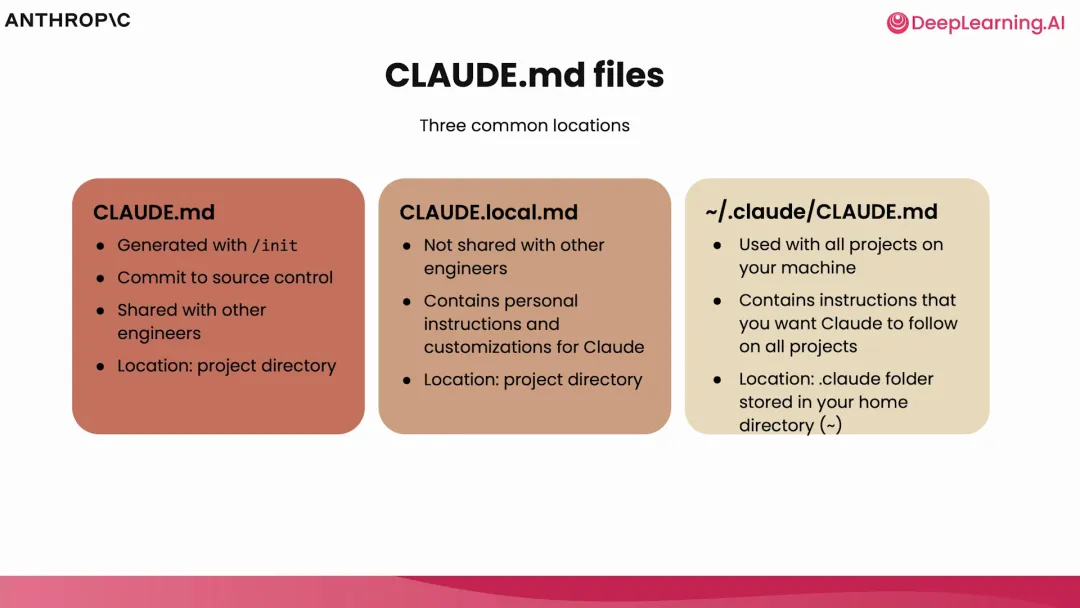 ANTHROP\C
DeepLearning.AI
CLAUDE.md files
Three common locations
CLAUDE.md
● Generated with /init
● Commit to source control
● Shared with other
engineers
● Location: project directory
CLAUDE.local.md
● Not shared with other
engineers
● Contains personal
instructions and
customizations for Claude
● Location: project directory
~/.claude/CLAUDE.md
● Used with all projects on
your machine
● Contains instructions that
you want Claude to follow
on all projects
● Location: .claude folder
stored in your home
directory (~)